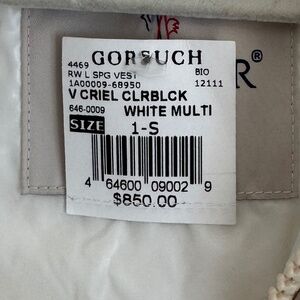 GORSUCH
4469
RW L SPG VEST BIO
1A00009-68950 12111
V CRIEL CLRBLCK
646-0009 WHITE MULTI
SIZE 1-S
4 64600 09002 9
$850.00
R®